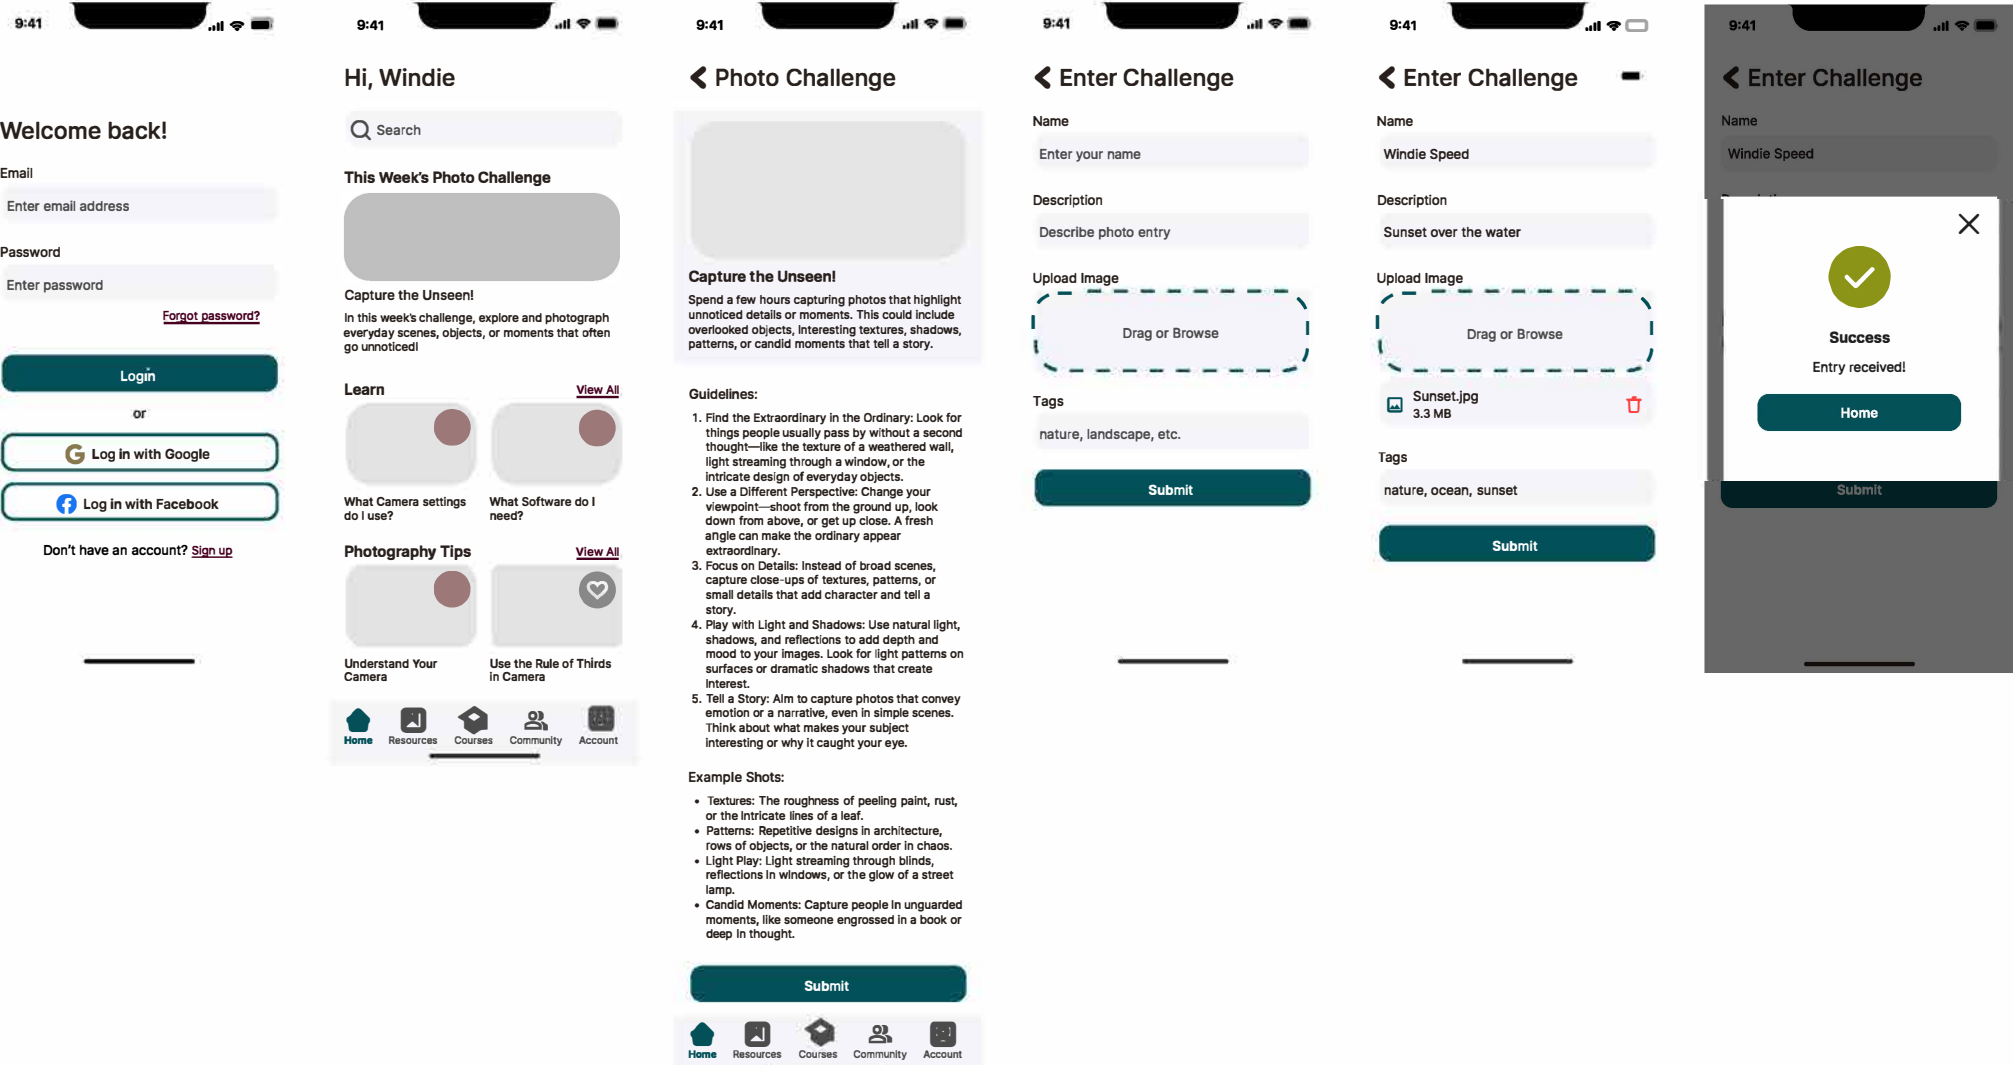 9:41
Welcome back!
Email
Enter email address
Password
Enter password
Forgot password?
Login
or
Log in with Google
Log in with Facebook
Don't have an account? Sign up
9:41
Hi, Windie
Search
This Week's Photo Challenge
Capture the Unseen!
In this week's challenge, explore and photograph
everyday scenes, objects, or moments that often
go unnoticed!
Learn
View All
What Camera settings
do I use?
What Software do I
need?
Photography Tips
View All
Understand Your
Camera
Use the Rule of Thirds
in Camera
Home
Resources
Courses
Community
Account
9:41
Photo Challenge
Capture the Unseen!
Spend a few hours capturing photos that highlight
unnoticed details or moments. This could include
overlooked objects, Interesting textures, shadows,
patterns, or candid moments that tell a story.
Guidelines:
1. Find the Extraordinary in the Ordinary: Look for
things people usually pass by without a second
thought—like the texture of a weathered wall,
light streaming through a window, or the
intricate design of everyday objects.
2. Use a Different Perspective: Change your
viewpoint—shoot from the ground up, look
down from above, or get up close. A fresh
angle can make the ordinary appear
extraordinary.
3. Focus on Details: Instead of broad scenes,
capture close-ups of textures, patterns, or
small details that add character and tell a
story.
4. Play with Light and Shadows: Use natural light,
shadows, and reflections to add depth and
mood to your images. Look for light patterns on
surfaces or dramatic shadows that create
Interest.
5. Tell a Story: Aim to capture photos that convey
emotion or a narrative, even in simple scenes.
Think about what makes your subject
interesting or why it caught your eye.
Example Shots:
• Textures: The roughness of peeling paint, rust,
or the Intricate lines of a leaf.
• Patterns: Repetitive designs in architecture,
rows of objects, or the natural order in chaos.
• Light Play: Light streaming through blinds,
reflections In windows, or the glow of a street
lamp.
• Candid Moments: Capture people In unguarded
moments, like someone engrossed in a book or
deep In thought.
Submit
Home
Resources
Courses
Community
Account
9:41
Enter Challenge
Name
Enter your name
Description
Describe photo entry
Upload Image
Drag or Browse
Tags
nature, landscape, etc.
Submit
9:41
Enter Challenge
Name
Windie Speed
Description
Sunset over the water
Upload Image
Drag or Browse
Sunset.jpg
3.3 MB
Tags
nature, ocean, sunset
Submit
9:41
Enter Challenge
Name
Windie Speed
Success
Entry received!
Home
Submit